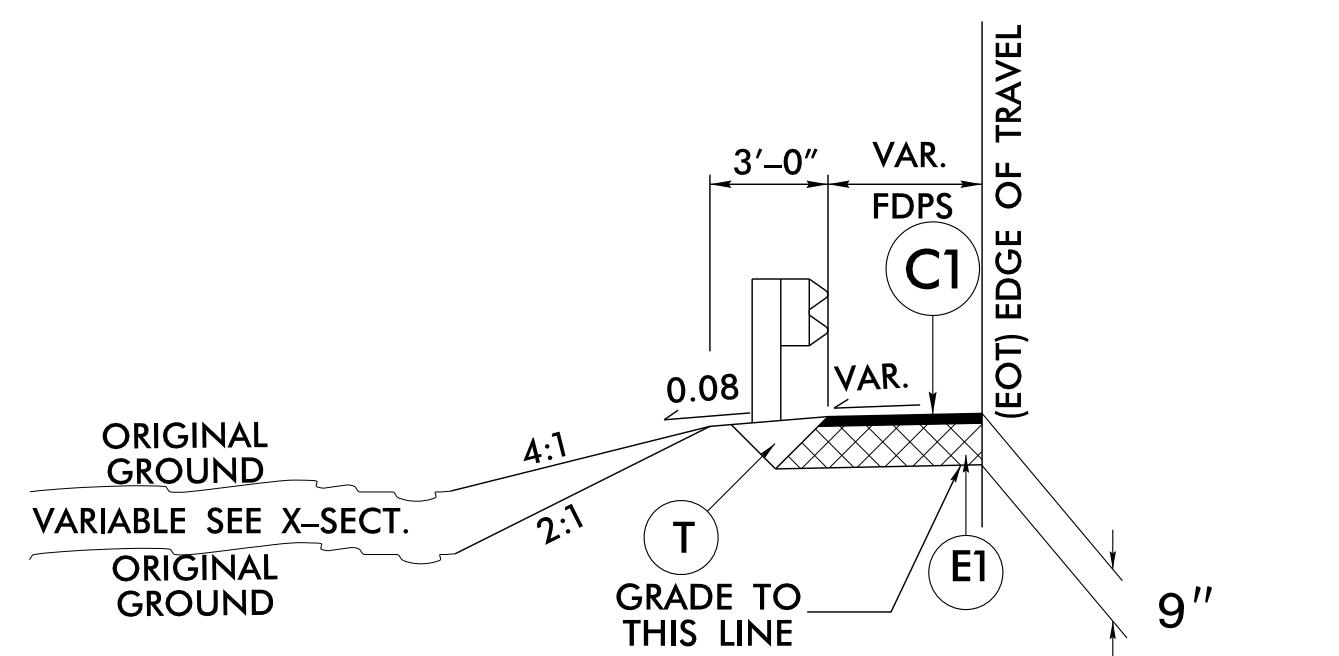 (EOT) EDGE OF TRAVEL
3'–0"
VAR.
FDPS
C1
0.08
VAR.
ORIGINAL
GROUND
4:1
VARIABLE SEE X–SECT.
2:1
ORIGINAL
GROUND
T
E1
GRADE TO
THIS LINE
9"